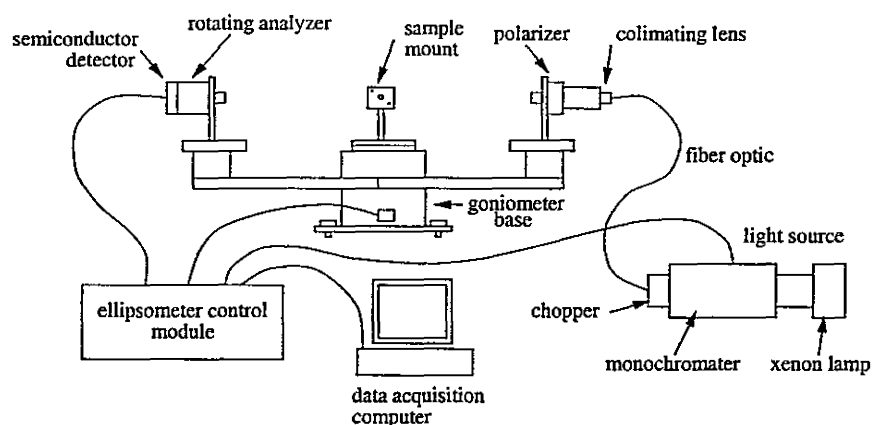 semiconductor
detector
rotating analyzer
sample
mount
polarizer
colimating lens
fiber optic
goniometer
base
light source
ellipsometer control
module
chopper
monochromater
xenon lamp
data acquisition
computer